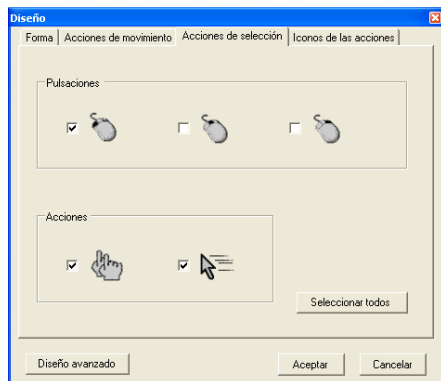 Diseño
Forma Acciones de movimiento Acciones de selección Iconos de las acciones
Pulsaciones
Acciones
Seleccionar todos
Diseño avanzado Aceptar Cancelar